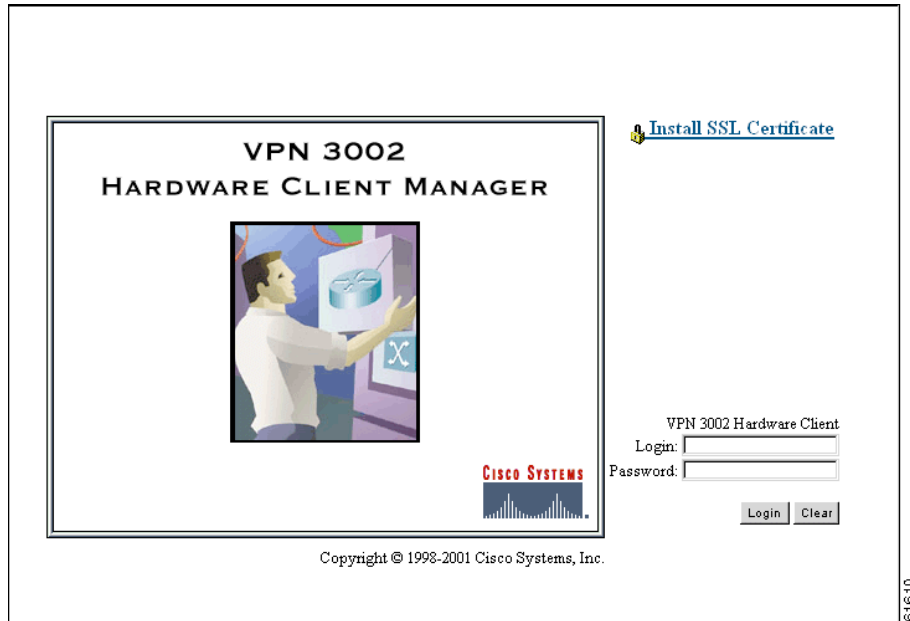 VPN 3002
HARDWARE CLIENT MANAGER
Install SSL Certificate
CISCO SYSTEMS
VPN 3002 Hardware Client
Login:
Password:
Login Clear
Copyright © 1998-2001 Cisco Systems, Inc.
61610